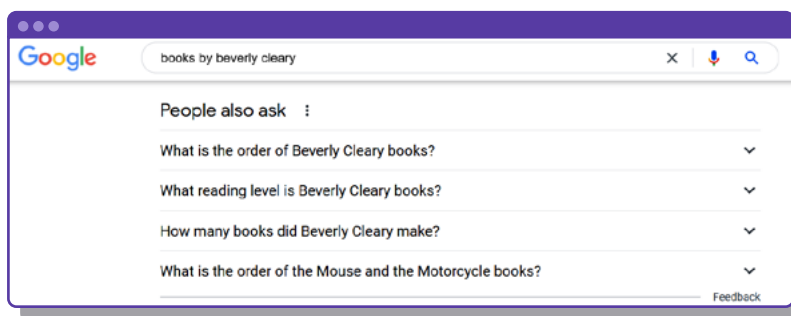 Google
books by beverly cleary
People also ask
What is the order of Beverly Cleary books?
What reading level is Beverly Cleary books?
How many books did Beverly Cleary make?
What is the order of the Mouse and the Motorcycle books?
Feedback